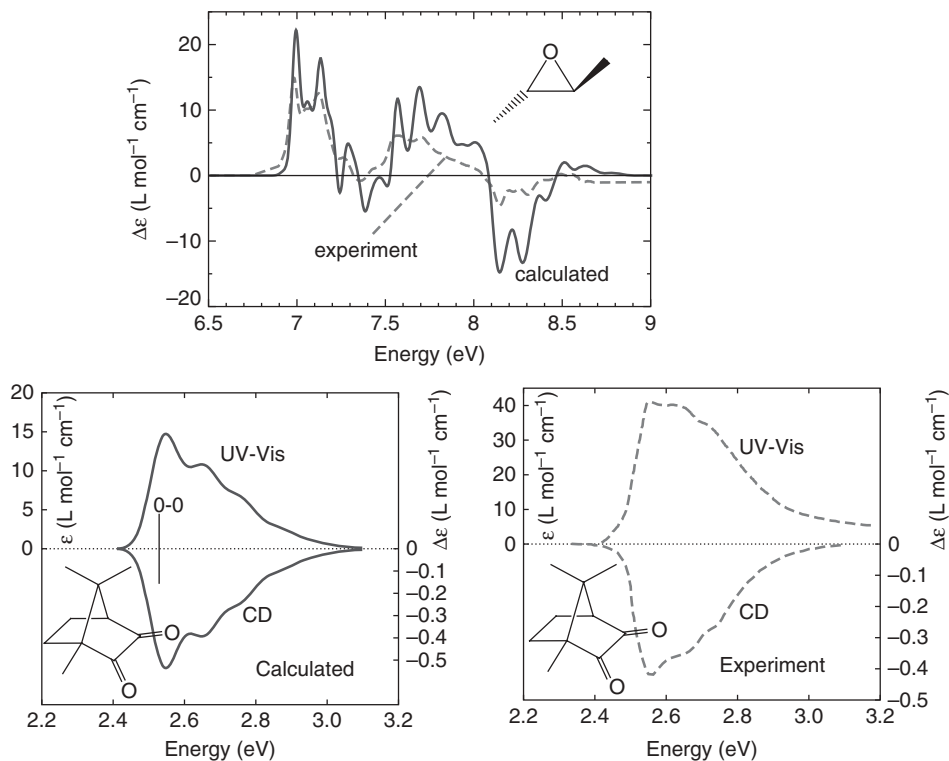 20
10
0
−10
−20
Δε (L mol−1 cm−1)
O
experiment
calculated
6.5 7 7.5 8 8.5 9
Energy (eV)
20
15
10
5
0
ε (L mol−1 cm−1)
UV-Vis
0-0
CD
O
O
Calculated
0
−0.1
−0.2
−0.3
−0.4
−0.5
Δε (L mol−1 cm−1)
2.2 2.4 2.6 2.8 3.0 3.2
Energy (eV)
40
30
20
10
0
ε (L mol−1 cm−1)
UV-Vis
CD
O
O
Experiment
0
−0.1
−0.2
−0.3
−0.4
−0.5
Δε (L mol−1 cm−1)
2.2 2.4 2.6 2.8 3.0 3.2
Energy (eV)